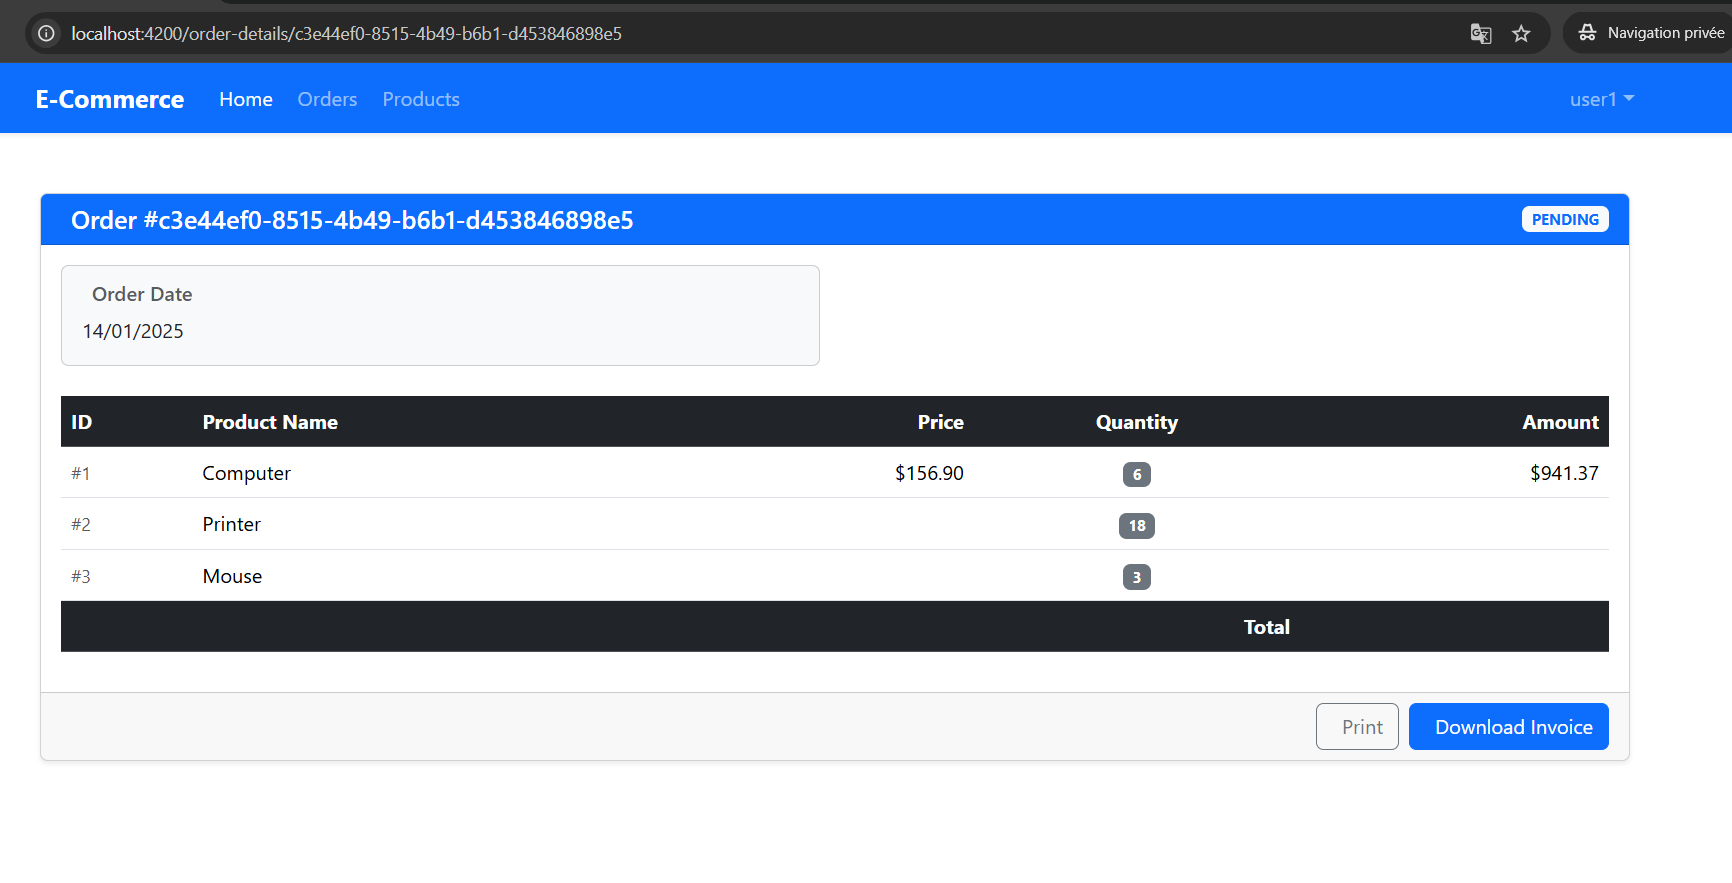 localhost:4200/order-details/c3e44ef0-8515-4b49-b6b1-d453846898e5 Navigation privée
E-Commerce Home Orders Products user1
Order #c3e44ef0-8515-4b49-b6b1-d453846898e5 PENDING
Order Date
14/01/2025
ID Product Name Price Quantity Amount
#1 Computer $156.90 6 $941.37
#2 Printer 18
#3 Mouse 3
Total
Print Download Invoice